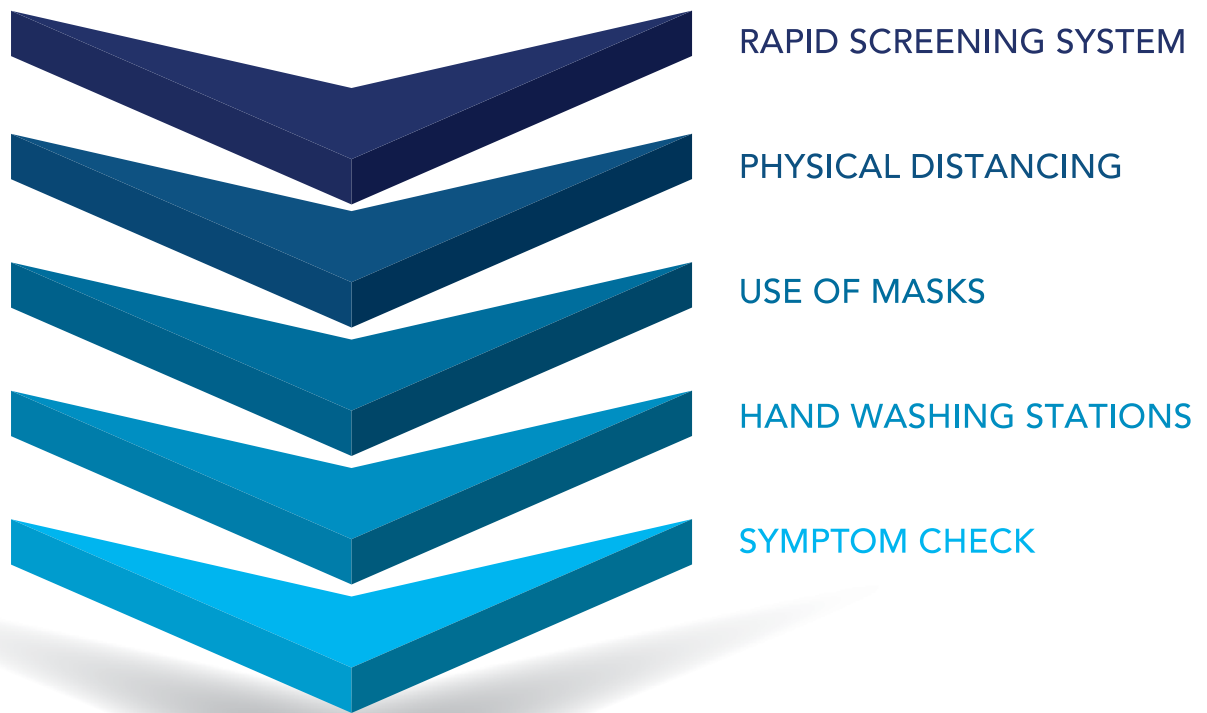 RAPID SCREENING SYSTEM
PHYSICAL DISTANCING
USE OF MASKS
HAND WASHING STATIONS
SYMPTOM CHECK